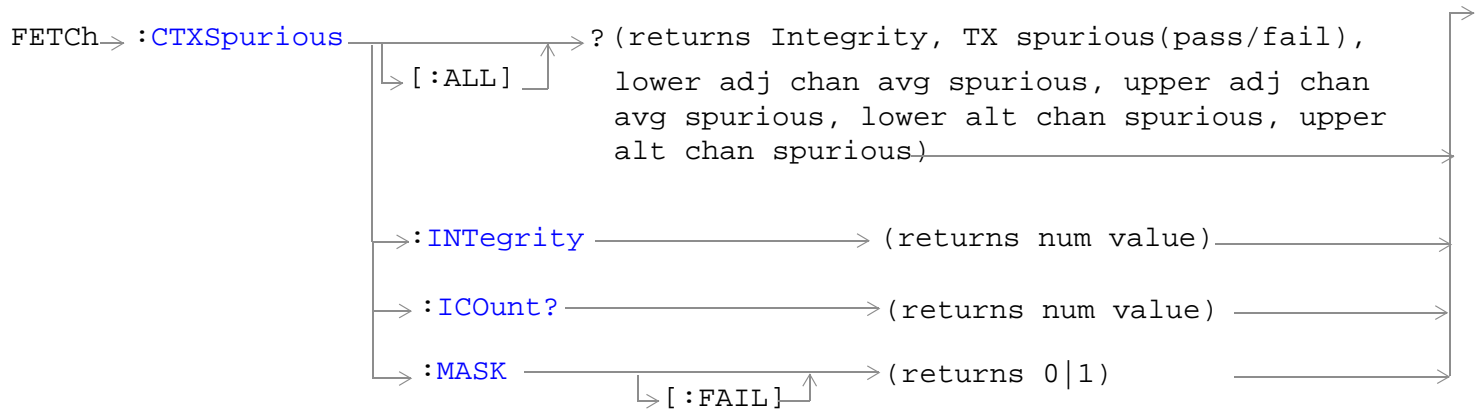 FETCh :CTXSpurious ? (returns Integrity, TX spurious(pass/fail),
[:ALL] lower adj chan avg spurious, upper adj chan
avg spurious, lower alt chan spurious, upper
alt chan spurious)
:INTegrity (returns num value)
:ICOunt? (returns num value)
:MASK (returns 0|1)
[:FAIL]